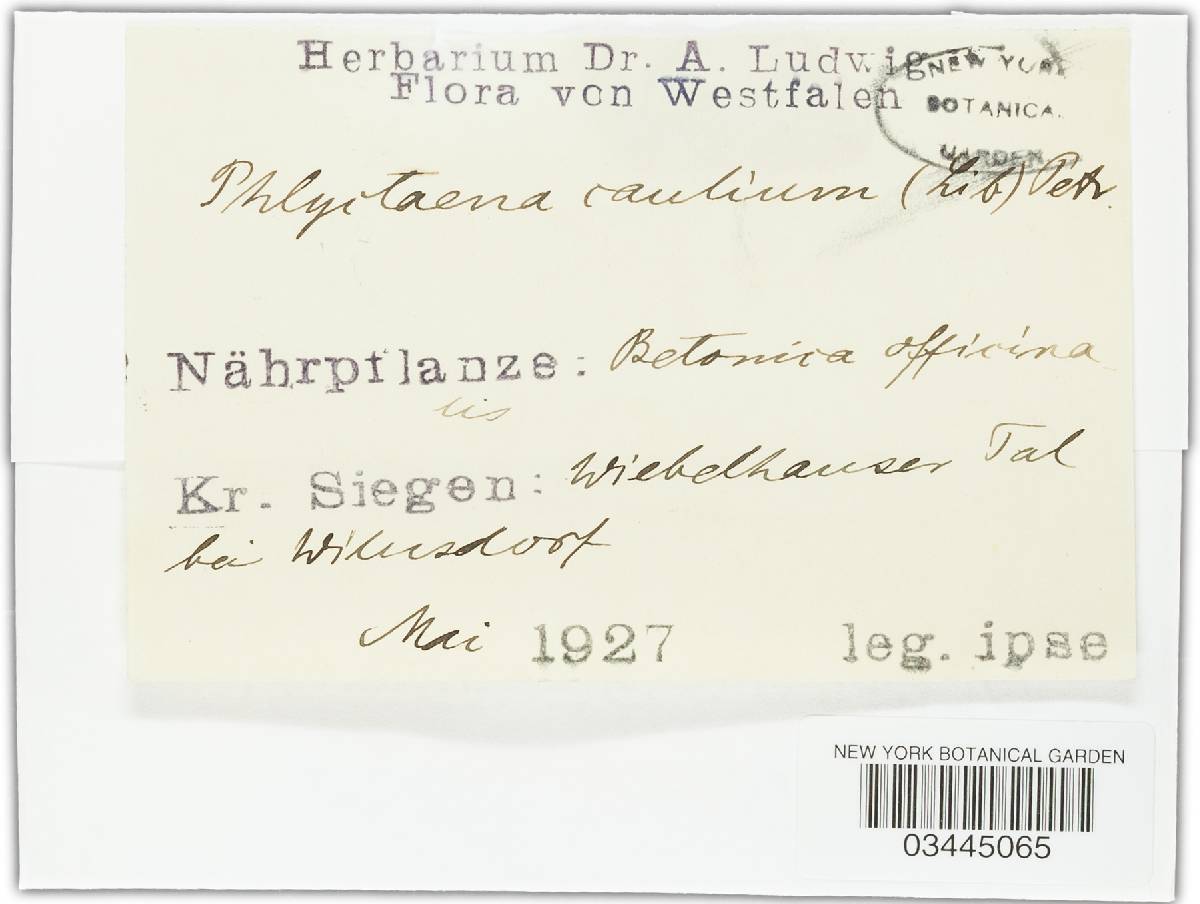 Herbarium Dr. A. Ludwig
Flora von Westfalen
NEW YORK
BOTANICA.
GARDEN
Phlyctaena caulium (Lib) Petr.
Nährpflanze: Betonica officina
lis
Kr. Siegen: Wiebelhauser Tal
bei Wilnsdorf
Mai 1927 leg. ipse
NEW YORK BOTANICAL GARDEN
03445065